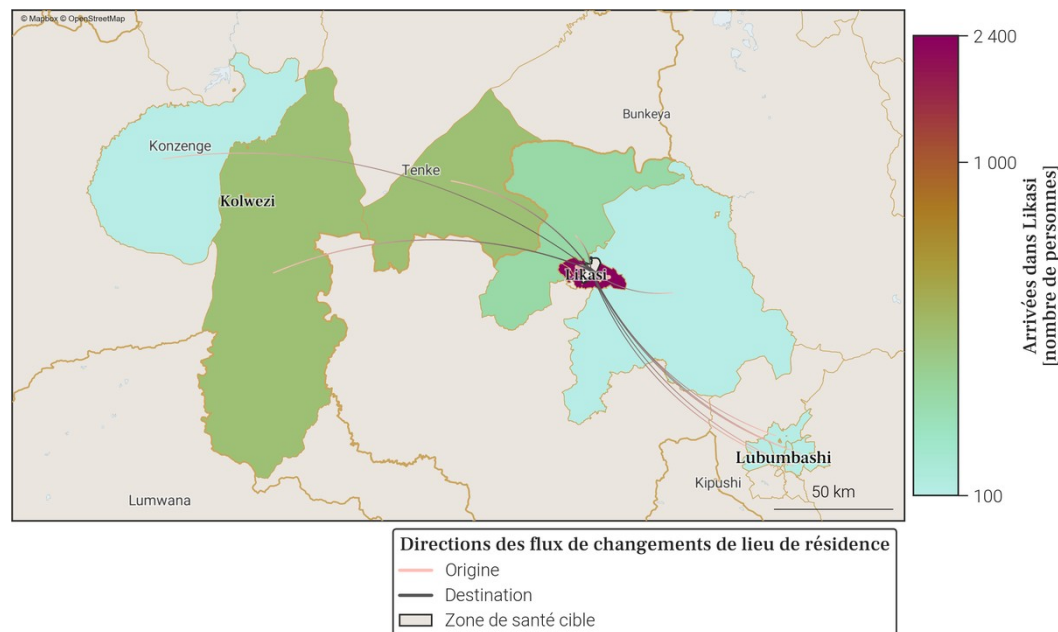 © Mapbox © OpenStreetMap
Bunkeya
Konzenge
Tenke
Kolwezi
Likasi
Lubumbashi
Kipushi
Lumwana
50 km
2 400
1 000
100
Arrivées dans Likasi
[nombre de personnes]
Directions des flux de changements de lieu de résidence
Origine
Destination
Zone de santé cible